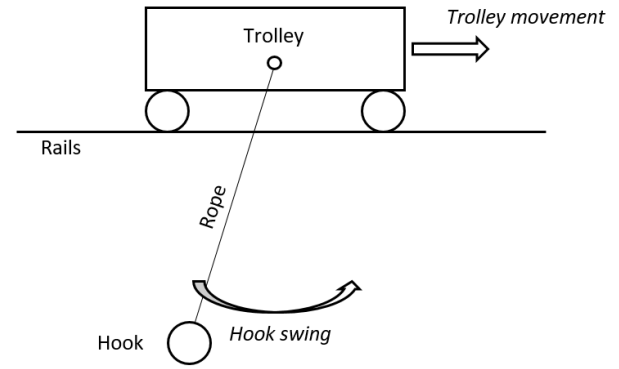 Trolley movement
Trolley
Rails
Rope
Hook swing
Hook